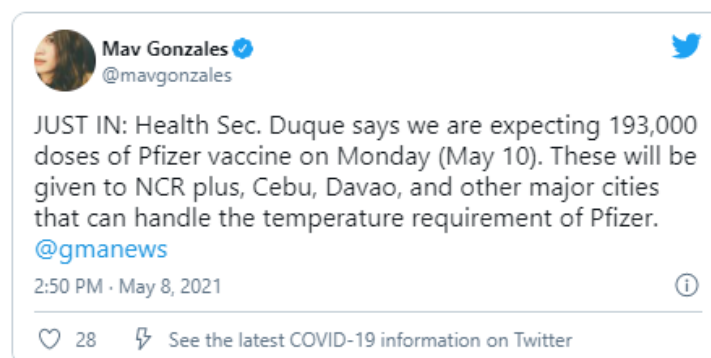 Mav Gonzales
@mavgonzales
JUST IN: Health Sec. Duque says we are expecting 193,000
doses of Pfizer vaccine on Monday (May 10). These will be
given to NCR plus, Cebu, Davao, and other major cities
that can handle the temperature requirement of Pfizer.
@gmanews
2:50 PM · May 8, 2021
28 See the latest COVID-19 information on Twitter